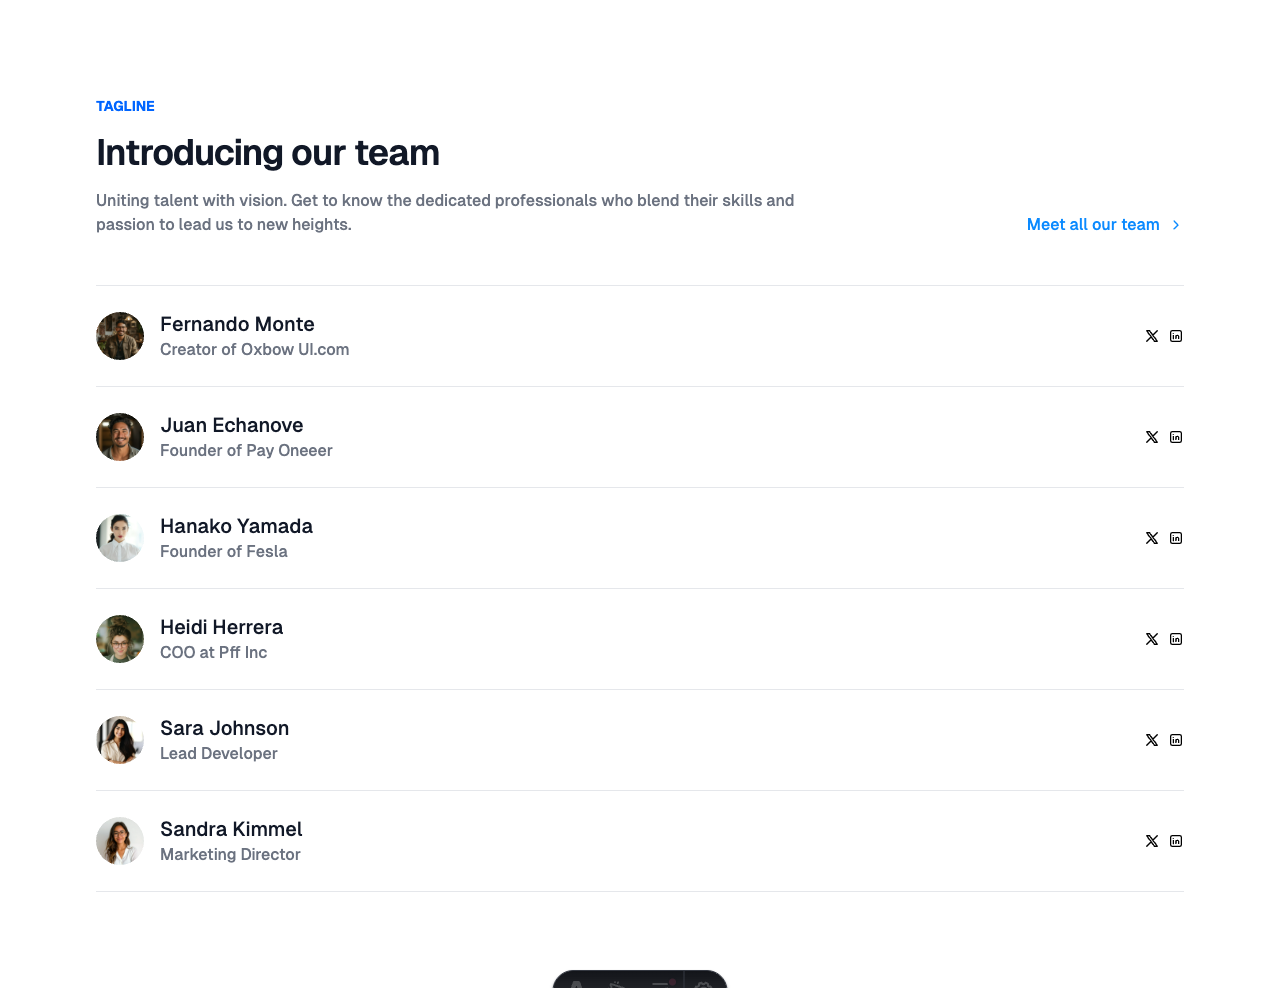 TAGLINE
Introducing our team
Uniting talent with vision. Get to know the dedicated professionals who blend their skills and
passion to lead us to new heights.
Meet all our team
Fernando Monte
Creator of Oxbow UI.com
Juan Echanove
Founder of Pay Oneeer
Hanako Yamada
Founder of Fesla
Heidi Herrera
COO at Pff Inc
Sara Johnson
Lead Developer
Sandra Kimmel
Marketing Director